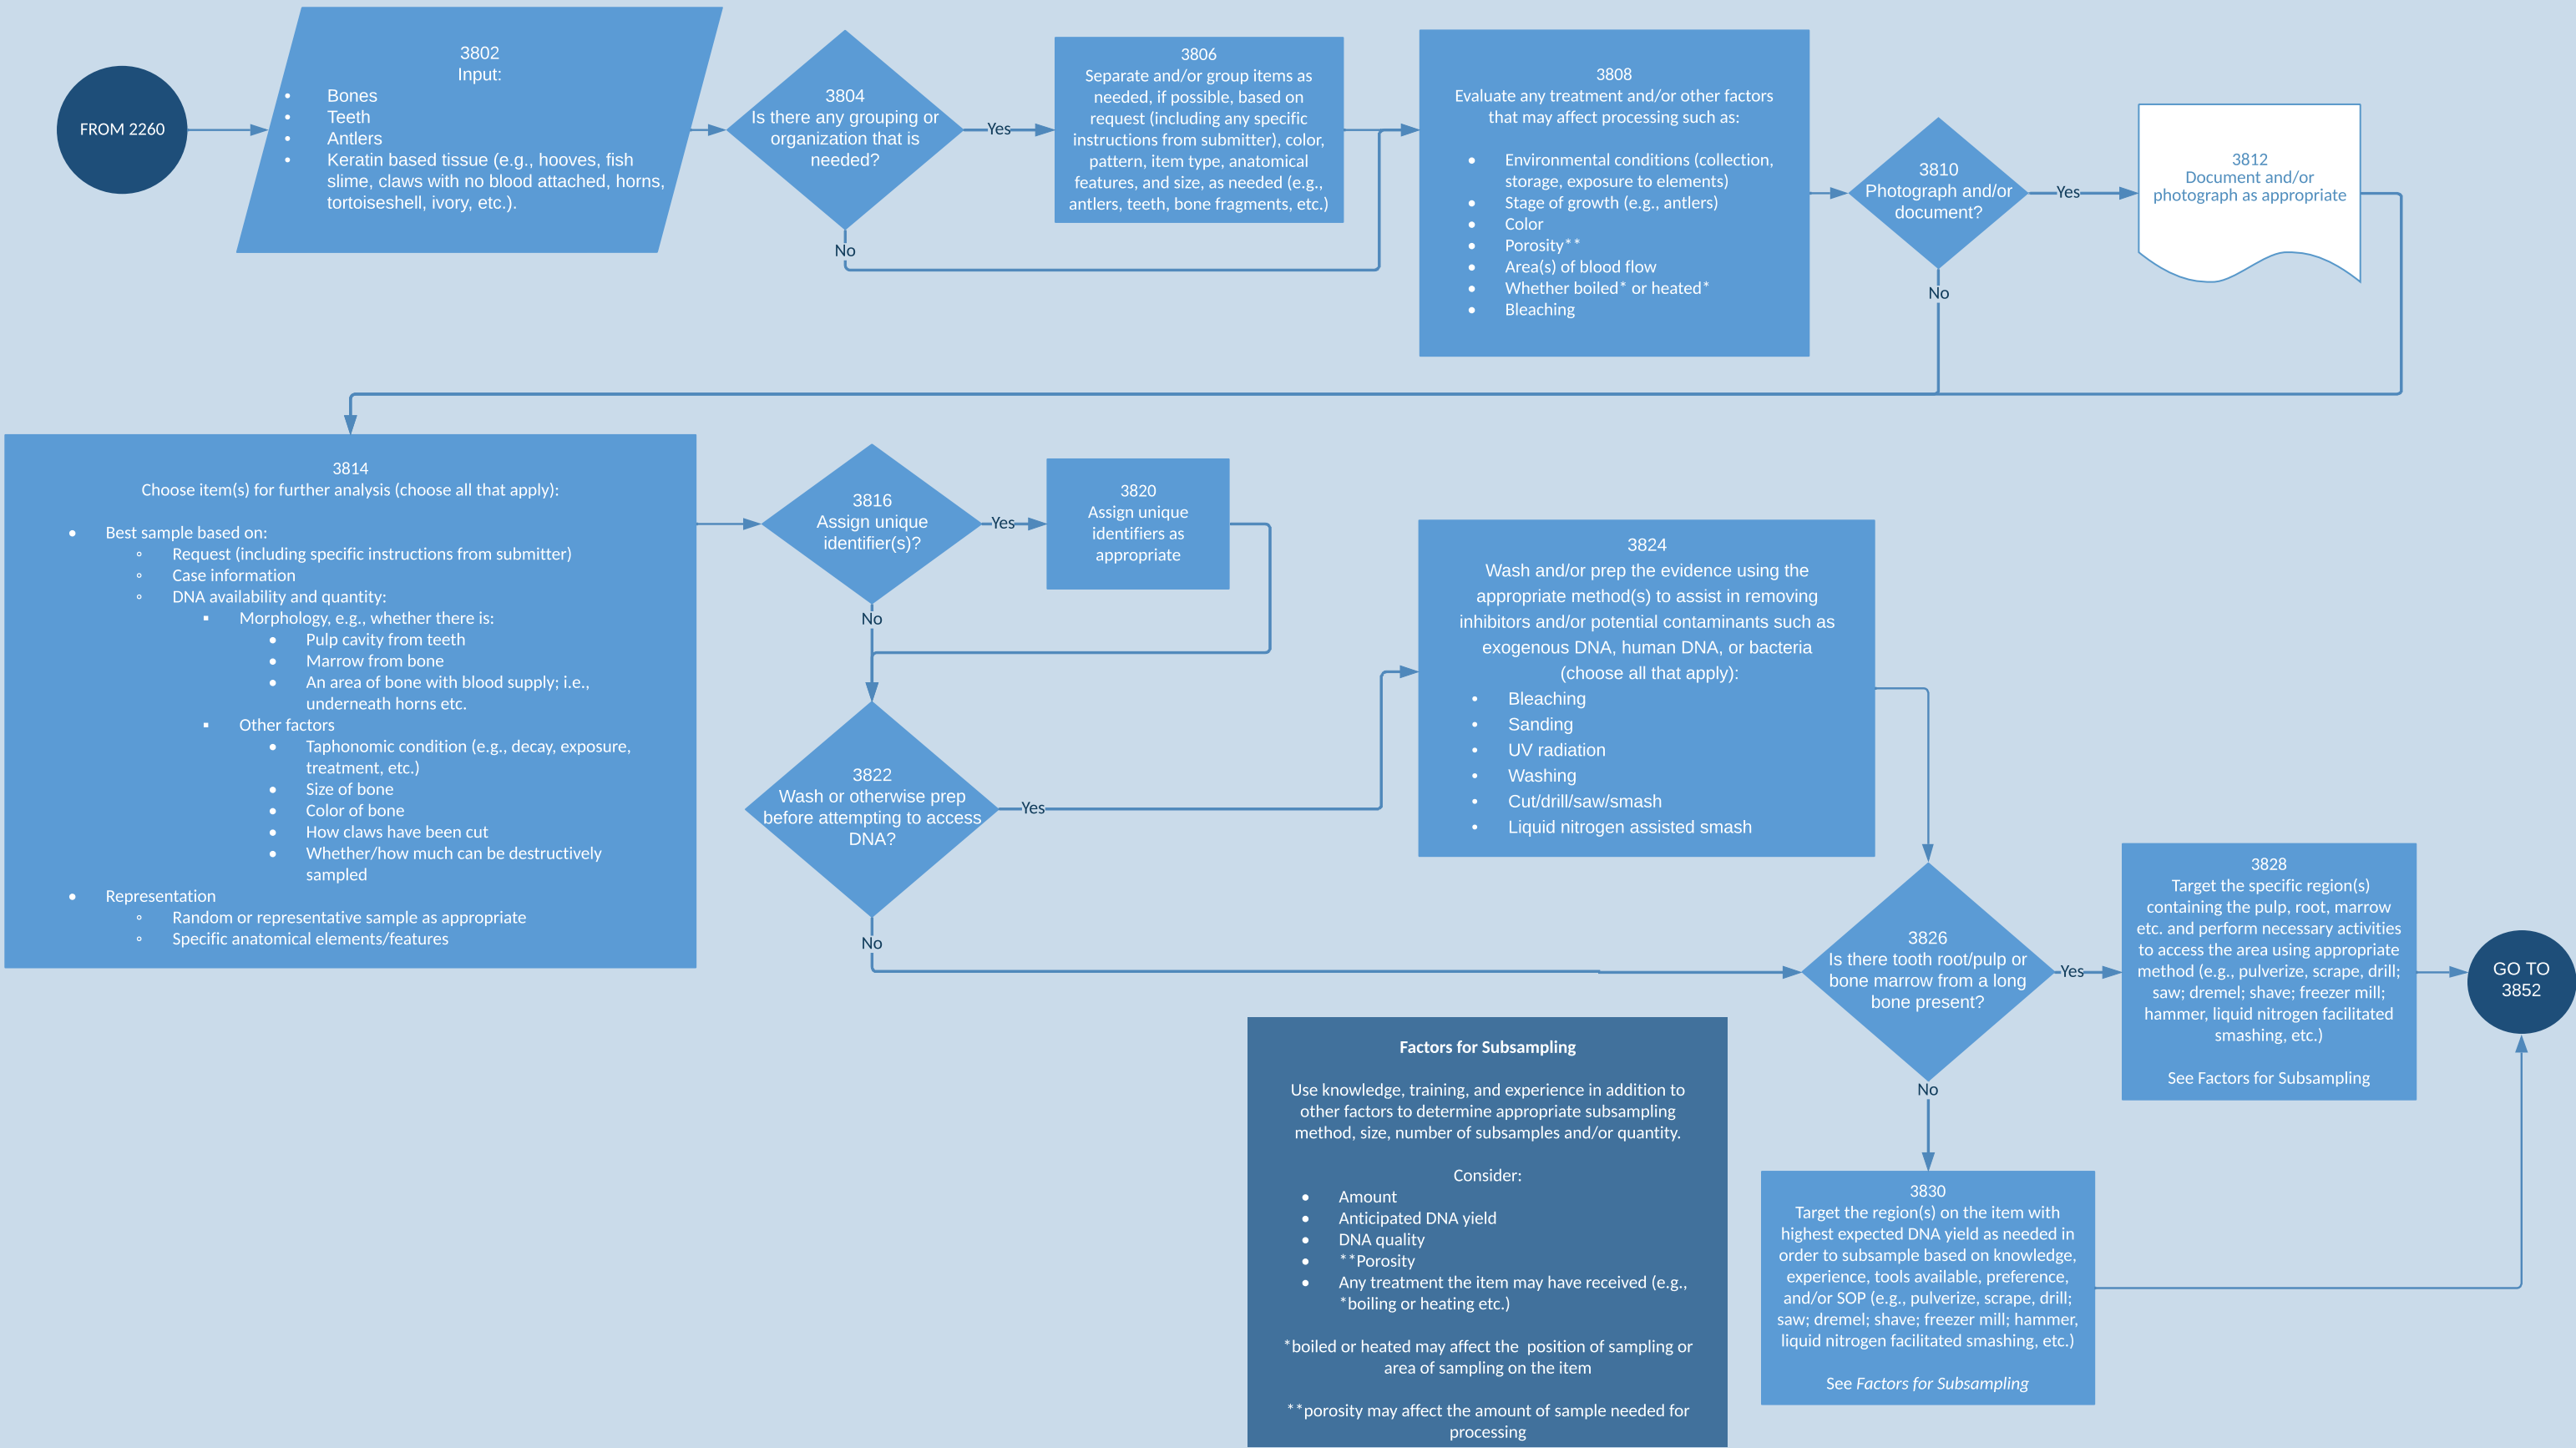 FROM 2260
3802
Input:
• Bones
• Teeth
• Antlers
• Keratin based tissue (e.g., hooves, fish
slime, claws with no blood attached, horns,
tortoiseshell, ivory, etc.).
3804
Is there any grouping or
organization that is
needed?
Yes
No
3806
Separate and/or group items as
needed, if possible, based on
request (including any specific
instructions from submitter), color,
pattern, item type, anatomical
features, and size, as needed (e.g.,
antlers, teeth, bone fragments, etc.)
3808
Evaluate any treatment and/or other factors
that may affect processing such as:
• Environmental conditions (collection,
storage, exposure to elements)
• Stage of growth (e.g., antlers)
• Color
• Porosity**
• Area(s) of blood flow
• Whether boiled* or heated*
• Bleaching
3810
Photograph and/or
document?
Yes
No
3812
Document and/or
photograph as appropriate
3814
Choose item(s) for further analysis (choose all that apply):
• Best sample based on:
◦ Request (including specific instructions from submitter)
◦ Case information
◦ DNA availability and quantity:
▪ Morphology, e.g., whether there is:
• Pulp cavity from teeth
• Marrow from bone
• An area of bone with blood supply; i.e.,
underneath horns etc.
▪ Other factors
• Taphonomic condition (e.g., decay, exposure,
treatment, etc.)
• Size of bone
• Color of bone
• How claws have been cut
• Whether/how much can be destructively
sampled
• Representation
◦ Random or representative sample as appropriate
◦ Specific anatomical elements/features
3816
Assign unique
identifier(s)?
Yes
No
3820
Assign unique
identifiers as
appropriate
3822
Wash or otherwise prep
before attempting to access
DNA?
Yes
No
3824
Wash and/or prep the evidence using the
appropriate method(s) to assist in removing
inhibitors and/or potential contaminants such as
exogenous DNA, human DNA, or bacteria
(choose all that apply):
• Bleaching
• Sanding
• UV radiation
• Washing
• Cut/drill/saw/smash
• Liquid nitrogen assisted smash
3826
Is there tooth root/pulp or
bone marrow from a long
bone present?
Yes
No
3828
Target the specific region(s)
containing the pulp, root, marrow
etc. and perform necessary activities
to access the area using appropriate
method (e.g., pulverize, scrape, drill;
saw; dremel; shave; freezer mill;
hammer, liquid nitrogen facilitated
smashing, etc.)
See Factors for Subsampling
GO TO
3852
3830
Target the region(s) on the item with
highest expected DNA yield as needed in
order to subsample based on knowledge,
experience, tools available, preference,
and/or SOP (e.g., pulverize, scrape, drill;
saw; dremel; shave; freezer mill; hammer,
liquid nitrogen facilitated smashing, etc.)
See Factors for Subsampling
Factors for Subsampling
Use knowledge, training, and experience in addition to
other factors to determine appropriate subsampling
method, size, number of subsamples and/or quantity.
Consider:
• Amount
• Anticipated DNA yield
• DNA quality
• **Porosity
• Any treatment the item may have received (e.g.,
*boiling or heating etc.)
*boiled or heated may affect the position of sampling or
area of sampling on the item
**porosity may affect the amount of sample needed for
processing